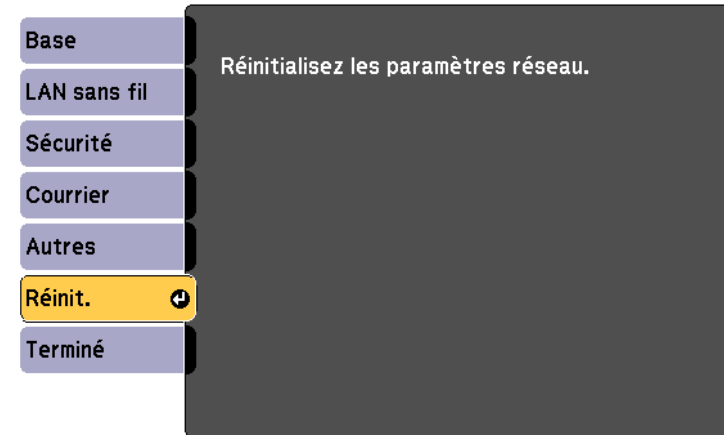 Base
LAN sans fil
Sécurité
Courrier
Autres
Réinit.
Terminé
Réinitialisez les paramètres réseau.